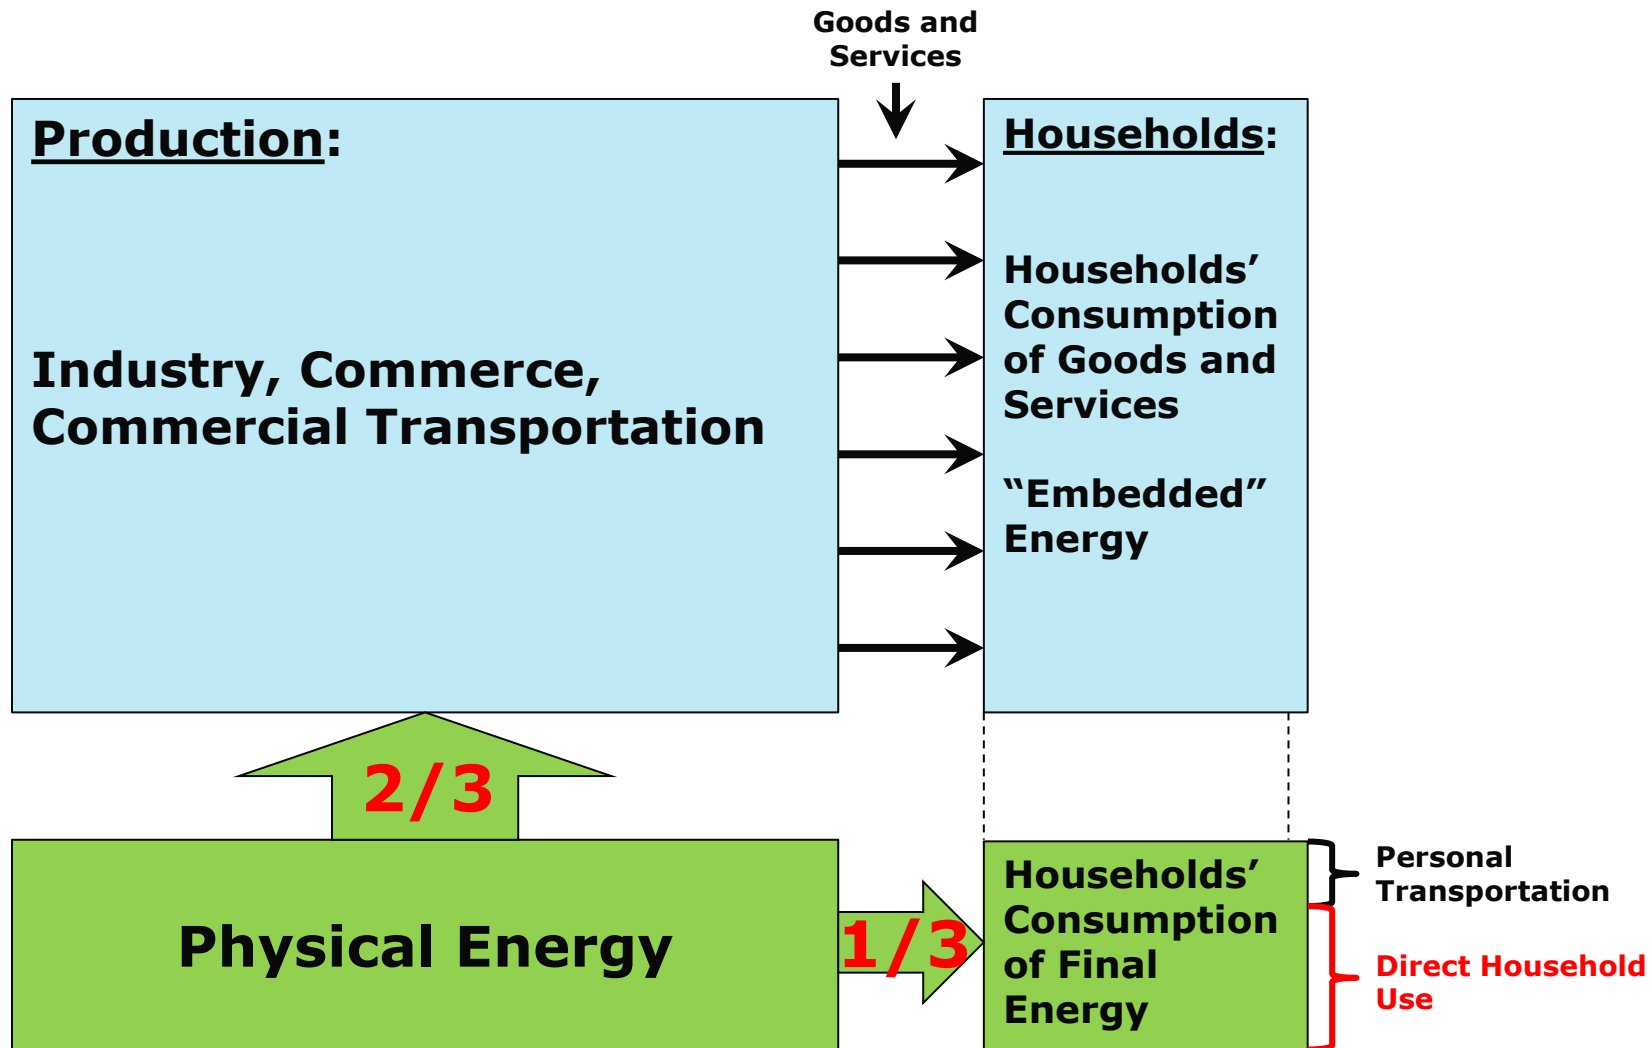 Goods and
Services
Production:
Industry, Commerce,
Commercial Transportation
Households:
Households’
Consumption
of Goods and
Services
“Embedded”
Energy
2/3
Physical Energy
1/3
Households’
Consumption
of Final
Energy
Personal
Transportation
Direct Household
Use